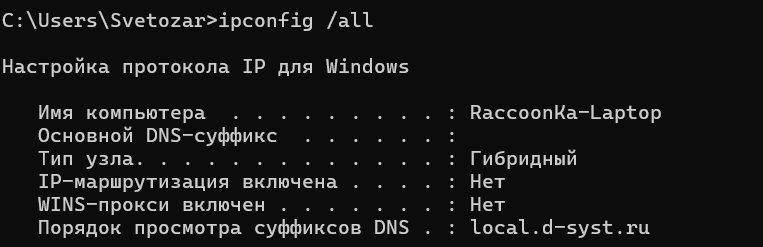 C:\Users\Svetozar>ipconfig /all
Настройка протокола IP для Windows
Имя компьютера  . . . . . . . . . : RaccoonKa-Laptop
Основной DNS-суффикс  . . . . . . :
Тип узла. . . . . . . . . . . . . : Гибридный
IP-маршрутизация включена . . . . : Нет
WINS-прокси включен . . . . . . . : Нет
Порядок просмотра суффиксов DNS . : local.d-syst.ru